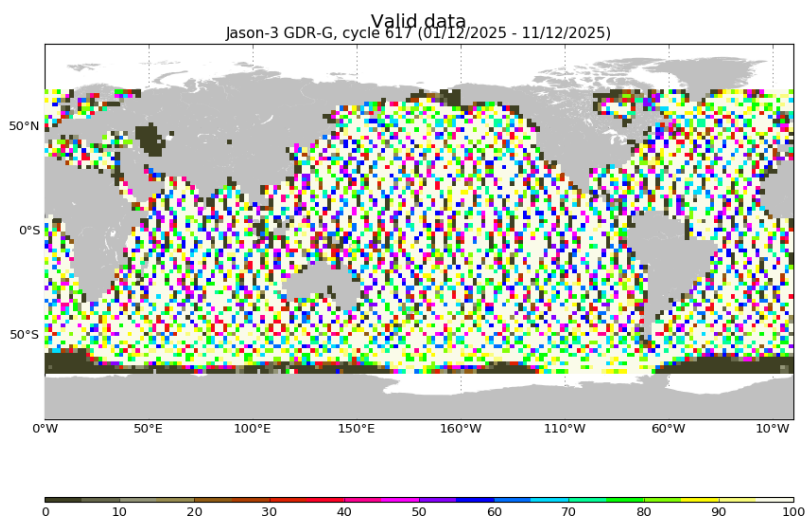 Valid data
Jason-3 GDR-G, cycle 617 (01/12/2025 - 11/12/2025)
50°N
0°S
50°S
0°W 50°E 100°E 150°E 160°W 110°W 60°W 10°W
0 10 20 30 40 50 60 70 80 90 100